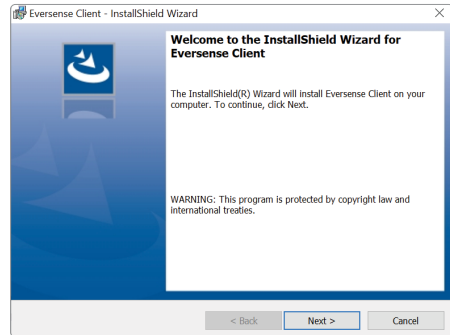 Eversense Client - InstallShield Wizard
Welcome to the InstallShield Wizard for
Eversense Client
The InstallShield(R) Wizard will install Eversense Client on your
computer. To continue, click Next.
WARNING: This program is protected by copyright law and
international treaties.
< Back
Next >
Cancel